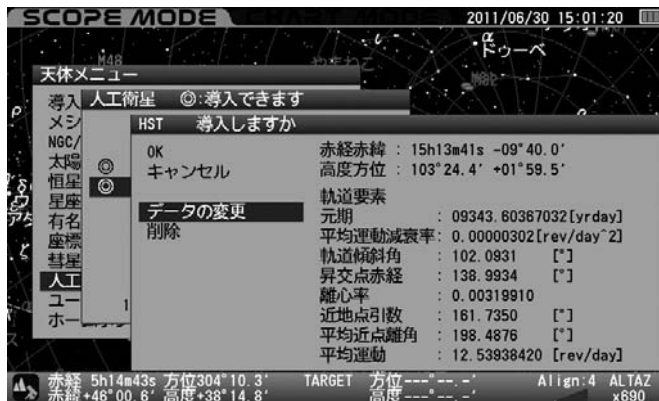 SCOPE MODE
2011/06/30 15:01:20
α
ドゥーベ
M48
天体メニュー
ρ
導入
人工衛星 ◎:導入できます
メシ
HST 導入しますか
NGC/
太陽
恒星
星座
有名
座標
彗星
人工
ユー
ホー
◎
◎
1
OK
キャンセル
データの変更
削除
赤経赤緯 : 15h13m41s -09°40.0′
高度方位 : 103°24.4′ +01°59.5′
軌道要素
元期 : 09343.60367032[yrday]
平均運動減衰率: 0.00000302[rev/day^2]
軌道傾斜角 : 102.0931 [°]
昇交点赤経 : 138.9934 [°]
離心率 : 0.00319910
近地点引数 : 161.7350 [°]
平均近点離角 : 198.4876 [°]
平均運動 : 12.53938420 [rev/day]
赤経 5h14m43s 方位304°10.3′ TARGET 方位---°--.-′ Align:4 ALTAZ
赤緯+46°00.6′ 高度+38°14.8′ 高度---°--.-′ x690